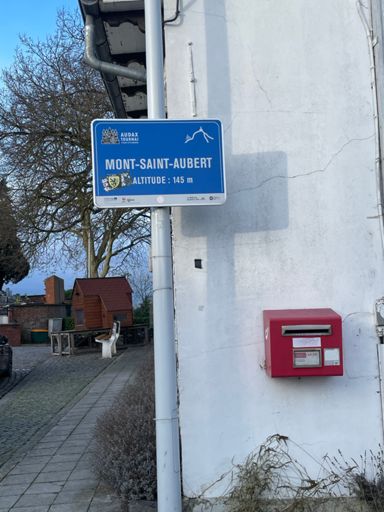 AUDAX
TOURNAI
MONT-SAINT-AUBERT
ALTITUDE : 145 m